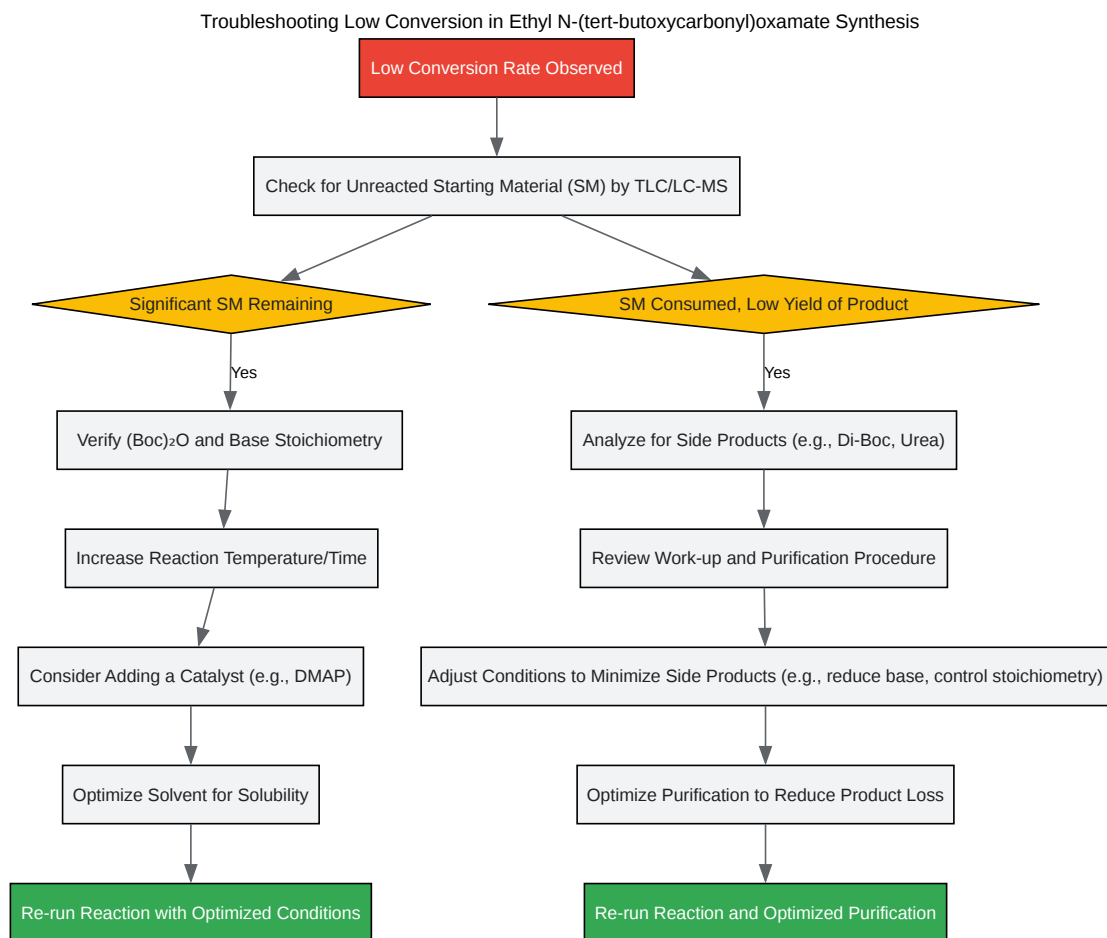 Troubleshooting Low Conversion in Ethyl N-(tert-butoxycarbonyl)oxamate Synthesis
Low Conversion Rate Observed
Check for Unreacted Starting Material (SM) by TLC/LC-MS
Significant SM Remaining
SM Consumed, Low Yield of Product
Yes
Yes
Verify (Boc)₂O and Base Stoichiometry
Analyze for Side Products (e.g., Di-Boc, Urea)
Increase Reaction Temperature/Time
Review Work-up and Purification Procedure
Consider Adding a Catalyst (e.g., DMAP)
Adjust Conditions to Minimize Side Products (e.g., reduce base, control stoichiometry)
Optimize Solvent for Solubility
Optimize Purification to Reduce Product Loss
Re-run Reaction with Optimized Conditions
Re-run Reaction and Optimized Purification